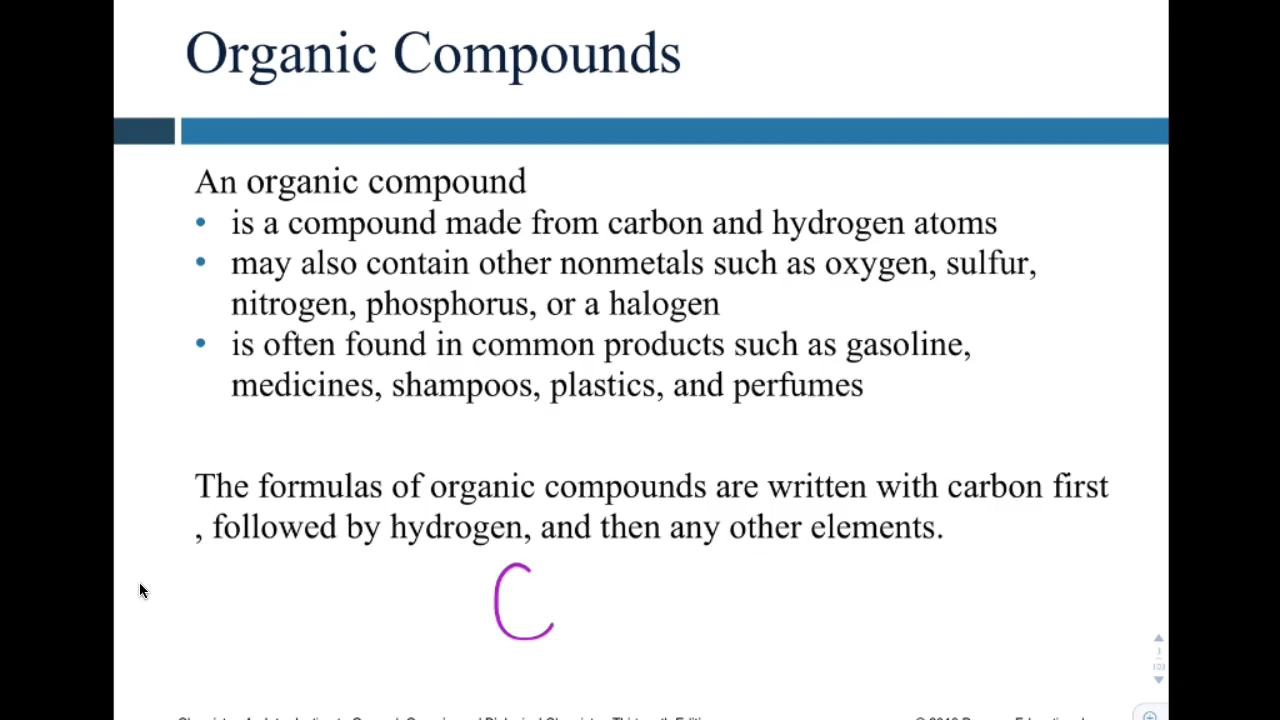 Organic Compounds
An organic compound
• is a compound made from carbon and hydrogen atoms
• may also contain other nonmetals such as oxygen, sulfur,
nitrogen, phosphorus, or a halogen
• is often found in common products such as gasoline,
medicines, shampoos, plastics, and perfumes
The formulas of organic compounds are written with carbon first
, followed by hydrogen, and then any other elements.
C
3
103